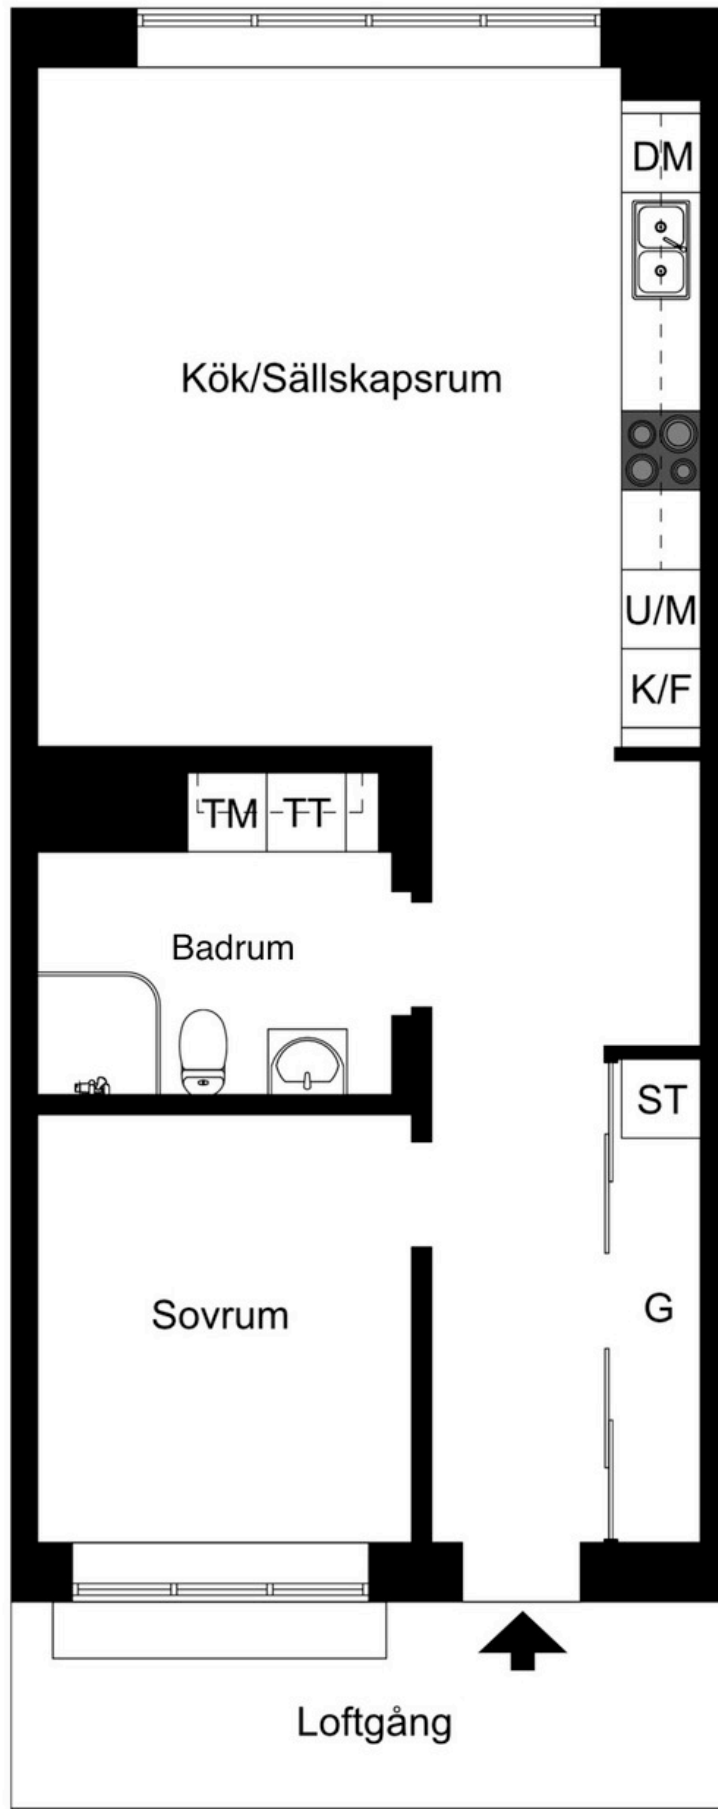 DM
Kök/Sällskapsrum
U/M
K/F
TM TT
Badrum
ST
Sovrum
G
Loftgång